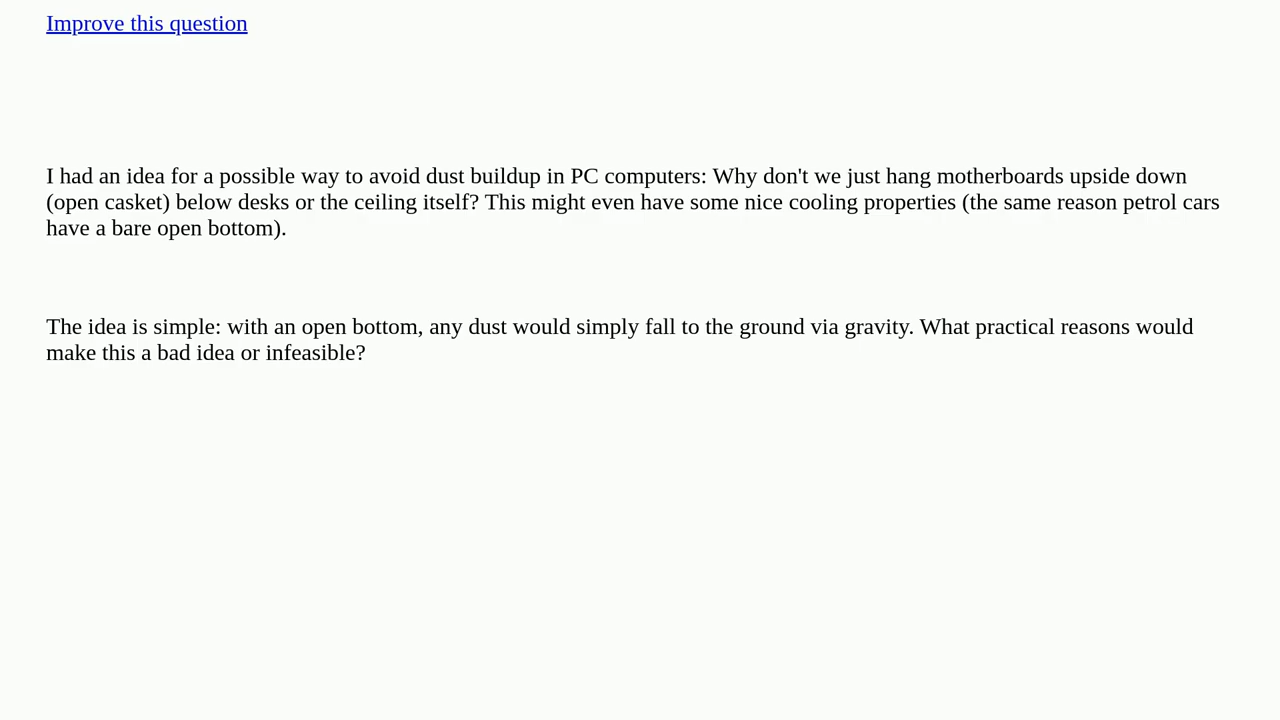 Improve this question
I had an idea for a possible way to avoid dust buildup in PC computers: Why don't we just hang motherboards upside down
(open casket) below desks or the ceiling itself? This might even have some nice cooling properties (the same reason petrol cars
have a bare open bottom).
The idea is simple: with an open bottom, any dust would simply fall to the ground via gravity. What practical reasons would
make this a bad idea or infeasible?